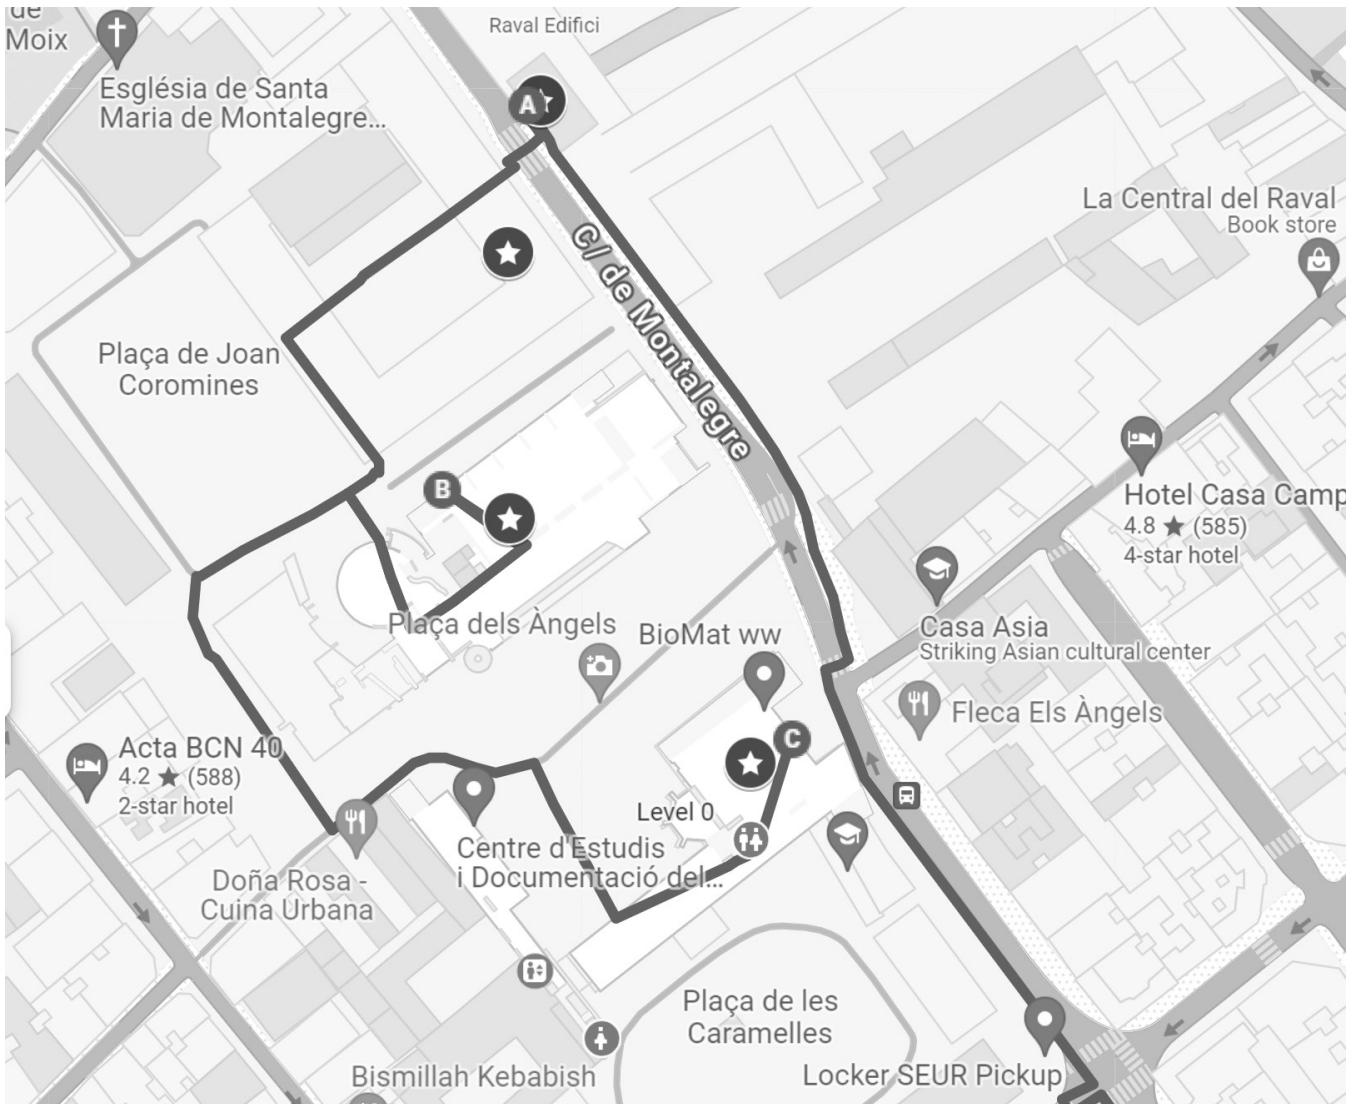 de
Moix
Raval Edifici
Església de Santa
Maria de Montalegre...
A
La Central del Raval
Book store
C/ de Montalegre
Plaça de Joan
Coromines
B
Hotel Casa Camp
4.8 ★ (585)
4-star hotel
Casa Asia
Striking Asian cultural center
Plaça dels Àngels
BioMat ww
Fleca Els Àngels
C
Acta BCN 40
4.2 ★ (588)
2-star hotel
Level 0
Centre d'Estudis
i Documentació del...
Doña Rosa -
Cuina Urbana
Plaça de les
Caramelles
Bismillah Kebabish
Locker SEUR Pickup